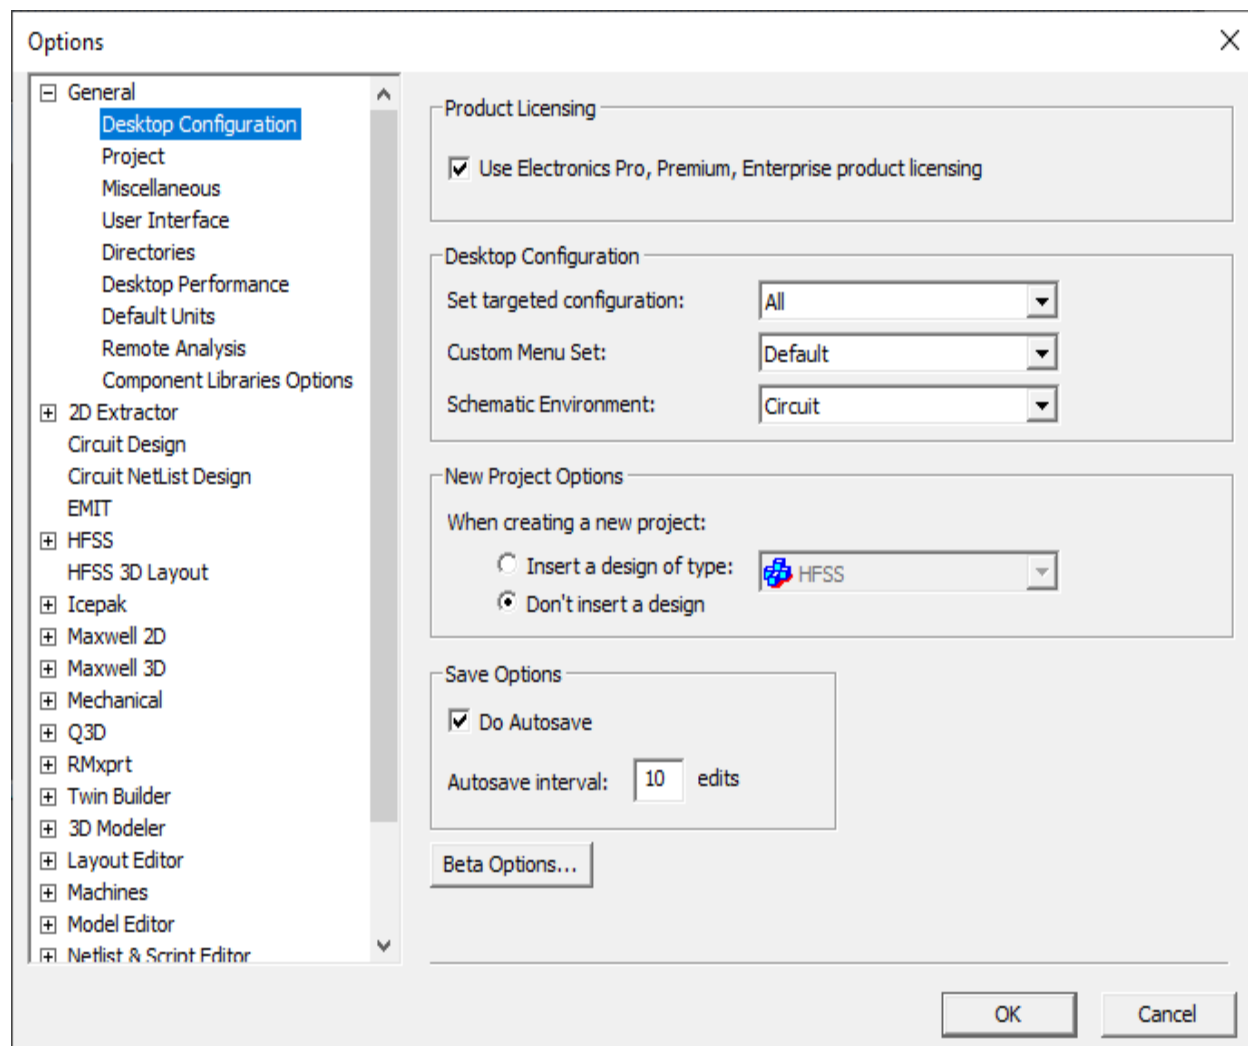 Options
General
Desktop Configuration
Project
Miscellaneous
User Interface
Directories
Desktop Performance
Default Units
Remote Analysis
Component Libraries Options
2D Extractor
Circuit Design
Circuit NetList Design
EMIT
HFSS
HFSS 3D Layout
Icepak
Maxwell 2D
Maxwell 3D
Mechanical
Q3D
RMxprt
Twin Builder
3D Modeler
Layout Editor
Machines
Model Editor
Netlist & Script Editor
Product Licensing
Use Electronics Pro, Premium, Enterprise product licensing
Desktop Configuration
Set targeted configuration: All
Custom Menu Set: Default
Schematic Environment: Circuit
New Project Options
When creating a new project:
Insert a design of type: HFSS
Don't insert a design
Save Options
Do Autosave
Autosave interval: 10 edits
Beta Options...
OK Cancel